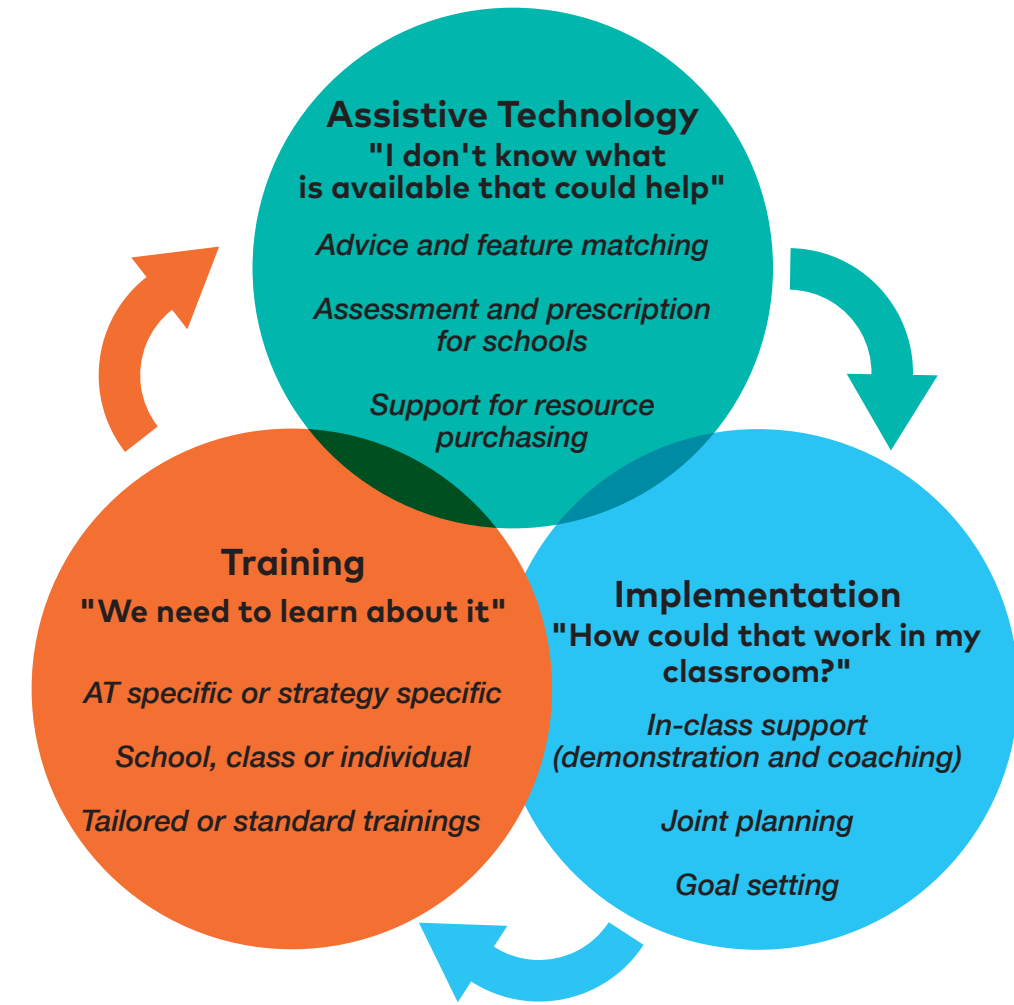 Assistive Technology
"I don't know what
is available that could help"
Advice and feature matching
Assessment and prescription
for schools
Support for resource
purchasing
Training
"We need to learn about it"
AT specific or strategy specific
School, class or individual
Tailored or standard trainings
Implementation
"How could that work in my
classroom?"
In-class support
(demonstration and coaching)
Joint planning
Goal setting